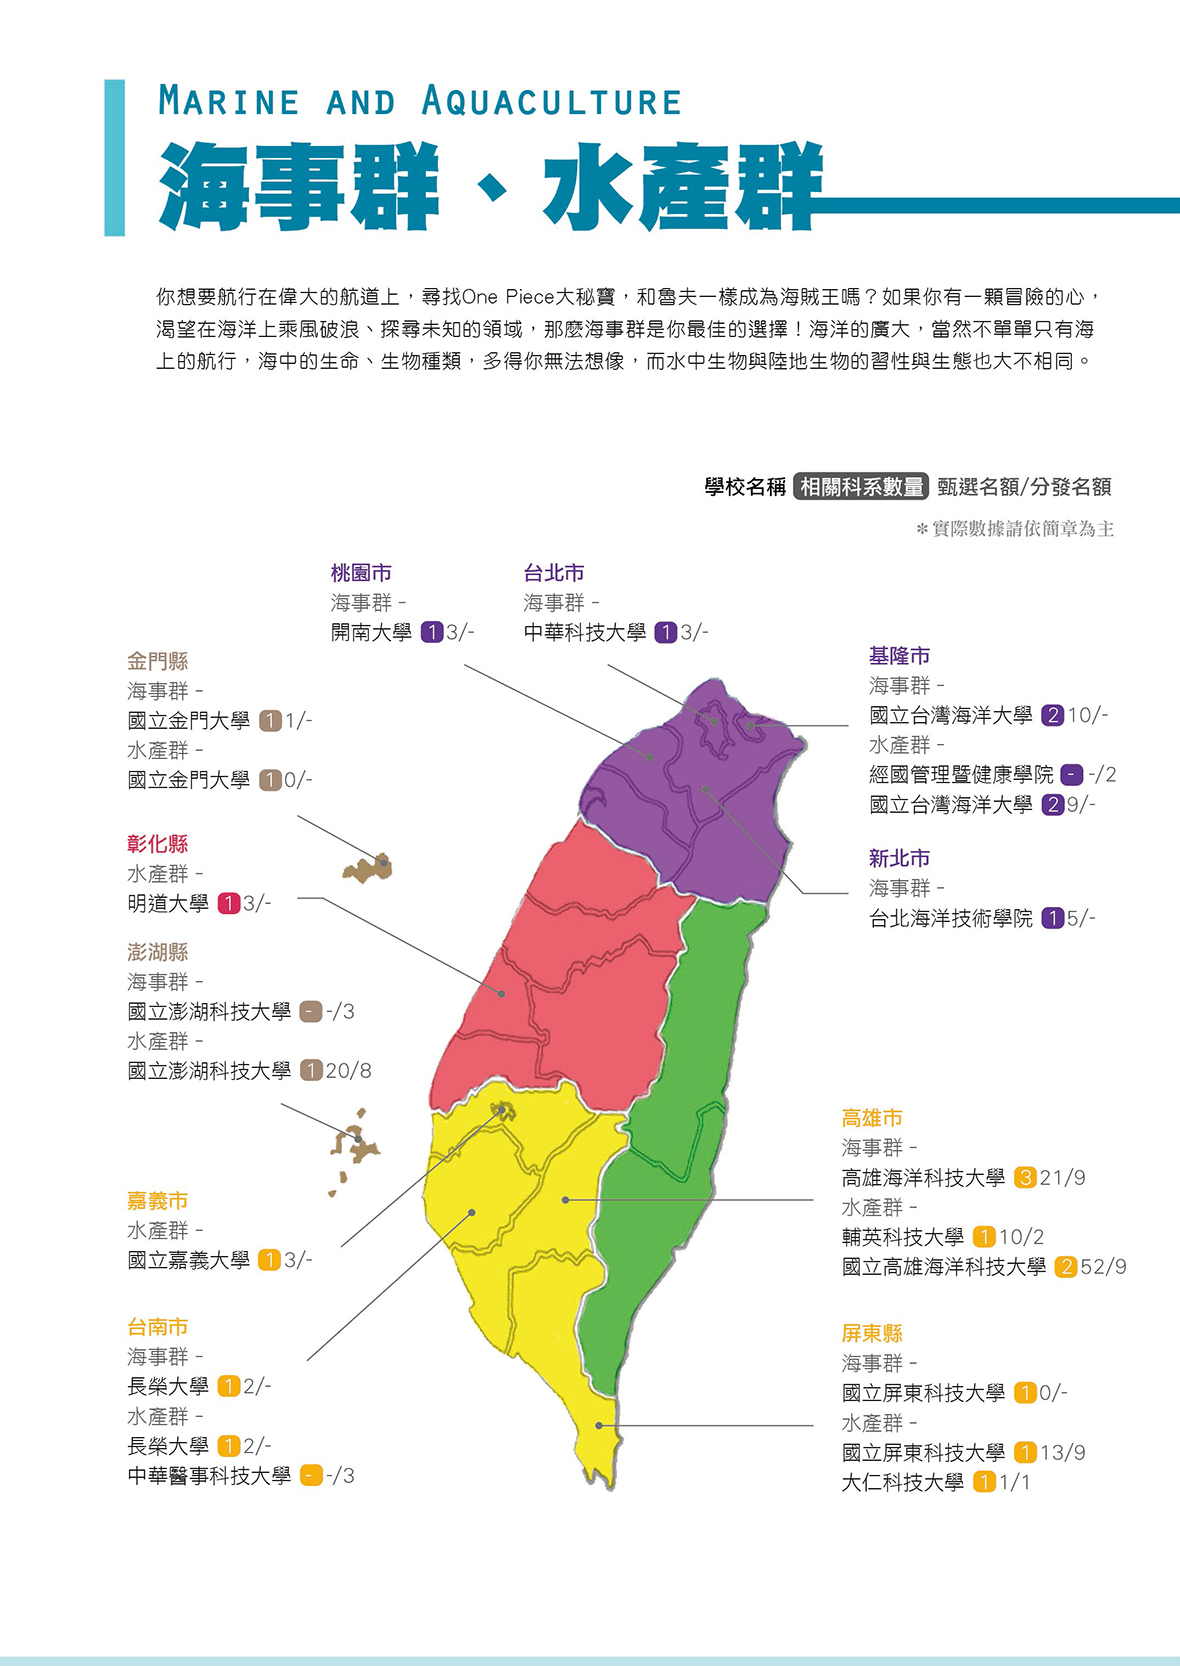 MARINE AND AQUACULTURE
海事群、水產群
你想要航行在偉大的航道上，尋找One Piece大秘寶，和魯夫一樣成為海賊王嗎？如果你有一顆冒險的心，
渴望在海洋上乘風破浪、探尋未知的領域，那麼海事群是你最佳的選擇！海洋的廣大，當然不單單只有海
上的航行，海中的生命、生物種類，多得你無法想像，而水中生物與陸地生物的習性與生態也大不相同。
學校名稱 相關科系數量 甄選名額/分發名額
＊實際數據請依簡章為主
桃園市
海事群 -
開南大學 1 3/-
台北市
海事群 -
中華科技大學 1 3/-
基隆市
海事群 -
國立台灣海洋大學 2 10/-
水產群 -
經國管理暨健康學院 - -/2
國立台灣海洋大學 2 9/-
新北市
海事群 -
台北海洋技術學院 1 5/-
金門縣
海事群 -
國立金門大學 1 1/-
水產群 -
國立金門大學 1 0/-
彰化縣
水產群 -
明道大學 1 3/-
澎湖縣
海事群 -
國立澎湖科技大學 - -/3
水產群 -
國立澎湖科技大學 1 20/8
嘉義市
水產群 -
國立嘉義大學 1 3/-
台南市
海事群 -
長榮大學 1 2/-
水產群 -
長榮大學 1 2/-
中華醫事科技大學 - -/3
高雄市
海事群 -
高雄海洋科技大學 3 21/9
水產群 -
輔英科技大學 1 10/2
國立高雄海洋科技大學 2 52/9
屏東縣
海事群 -
國立屏東科技大學 1 0/-
水產群 -
國立屏東科技大學 1 13/9
大仁科技大學 1 1/1